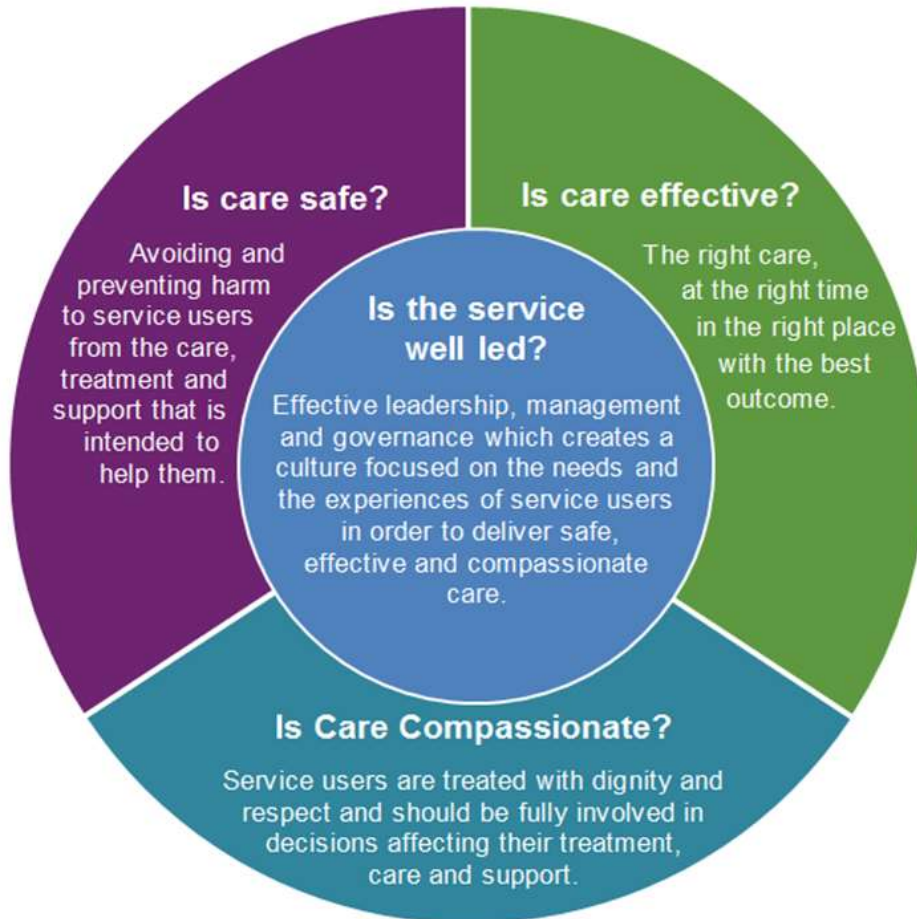 Is care safe?
Avoiding and
preventing harm
to service users
from the care,
treatment and
support that is
intended to
help them.
Is care effective?
The right care,
at the right time
in the right place
with the best
outcome.
Is the service
well led?
Effective leadership, management
and governance which creates a
culture focused on the needs and
the experiences of service users
in order to deliver safe,
effective and compassionate
care.
Is Care Compassionate?
Service users are treated with dignity and
respect and should be fully involved in
decisions affecting their treatment,
care and support.